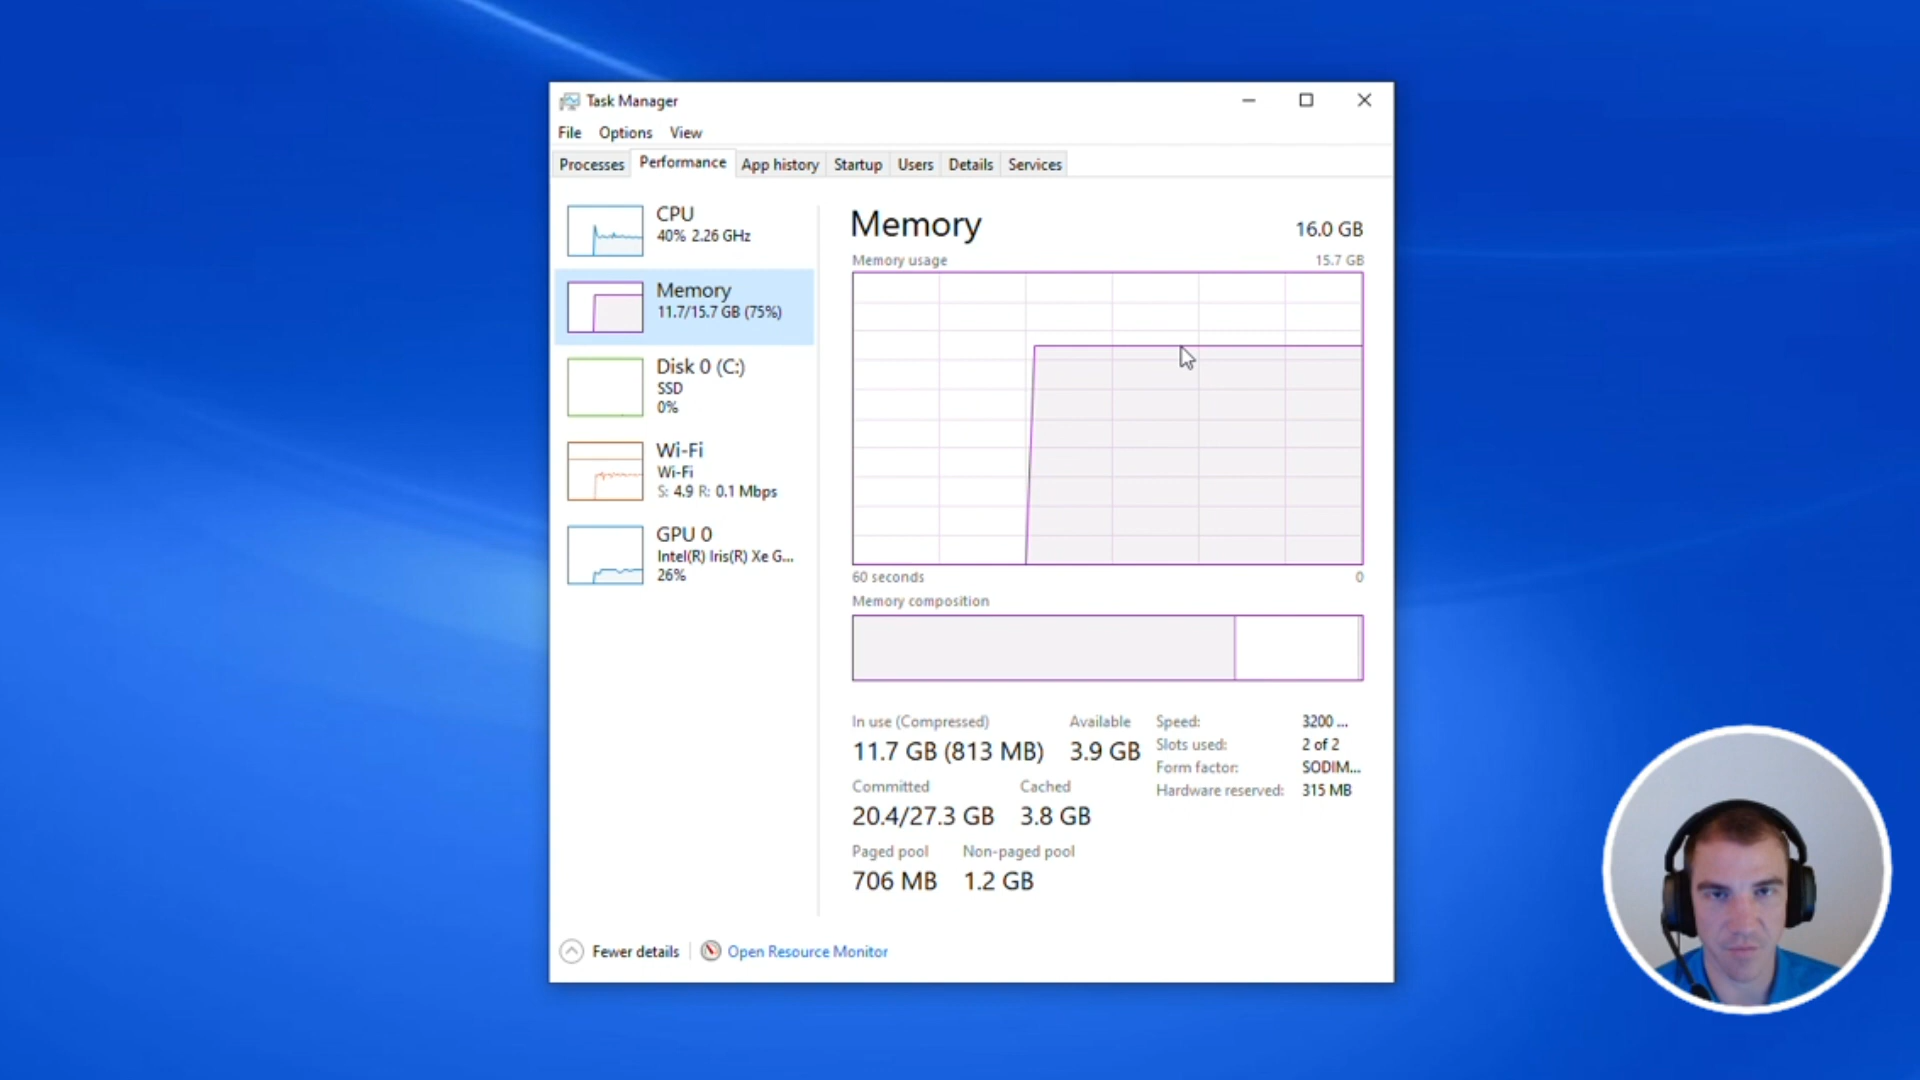 Task Manager
File Options View
Processes Performance App history Startup Users Details Services
CPU
40% 2.26 GHz
Memory
11.7/15.7 GB (75%)
Disk 0 (C:)
SSD
0%
Wi-Fi
Wi-Fi
S: 4.9 R: 0.1 Mbps
GPU 0
Intel(R) Iris(R) Xe G...
26%
Memory 16.0 GB
Memory usage 15.7 GB
60 seconds 0
Memory composition
In use (Compressed) Available
11.7 GB (813 MB) 3.9 GB
Committed Cached
20.4/27.3 GB 3.8 GB
Paged pool Non-paged pool
706 MB 1.2 GB
Speed: 3200 ...
Slots used: 2 of 2
Form factor: SODIM...
Hardware reserved: 315 MB
Fewer details Open Resource Monitor